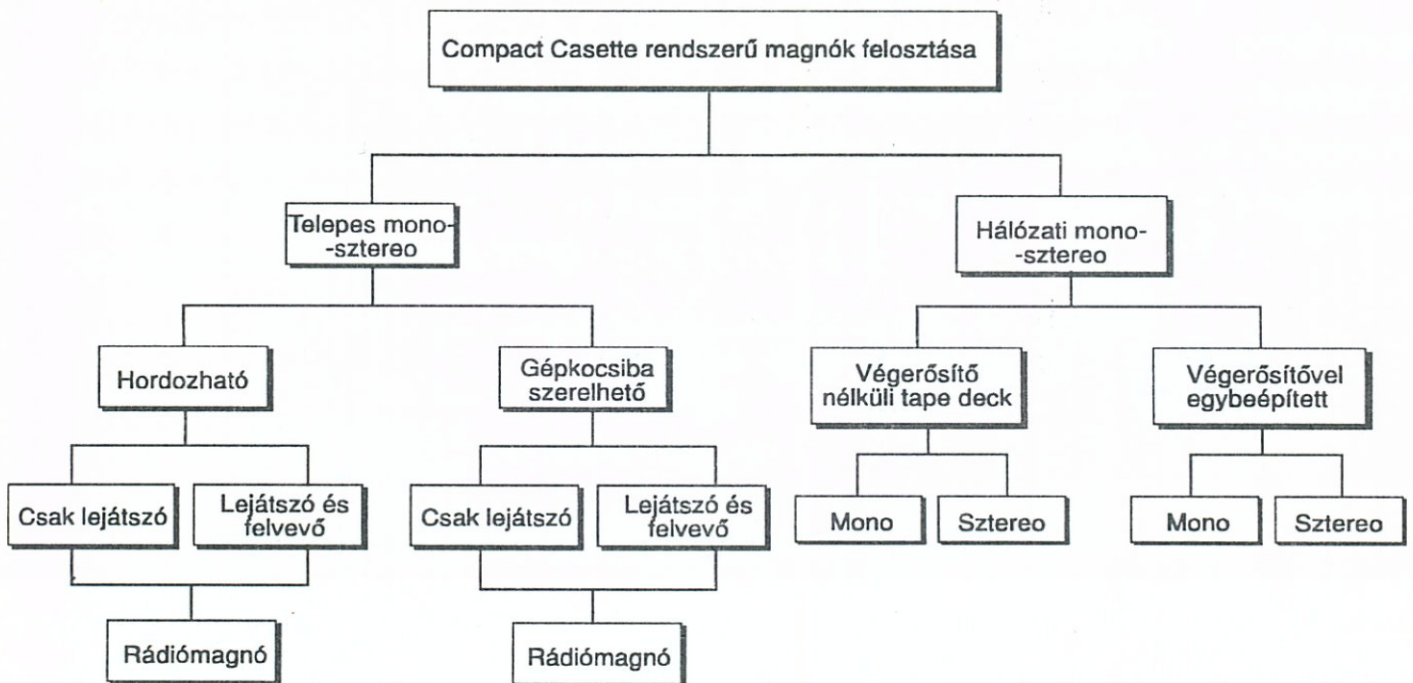 Compact Casette rendszerű magnók felosztása
Telepes mono-
-sztereo
Hálózati mono-
-sztereo
Hordozható
Gépkocsiba
szerelhető
Végerősítő
nélküli tape deck
Végerősítővel
egybeépített
Csak lejátszó
Lejátszó és
felvevő
Csak lejátszó
Lejátszó és
felvevő
Mono
Sztereo
Mono
Sztereo
Rádiómagnó
Rádiómagnó